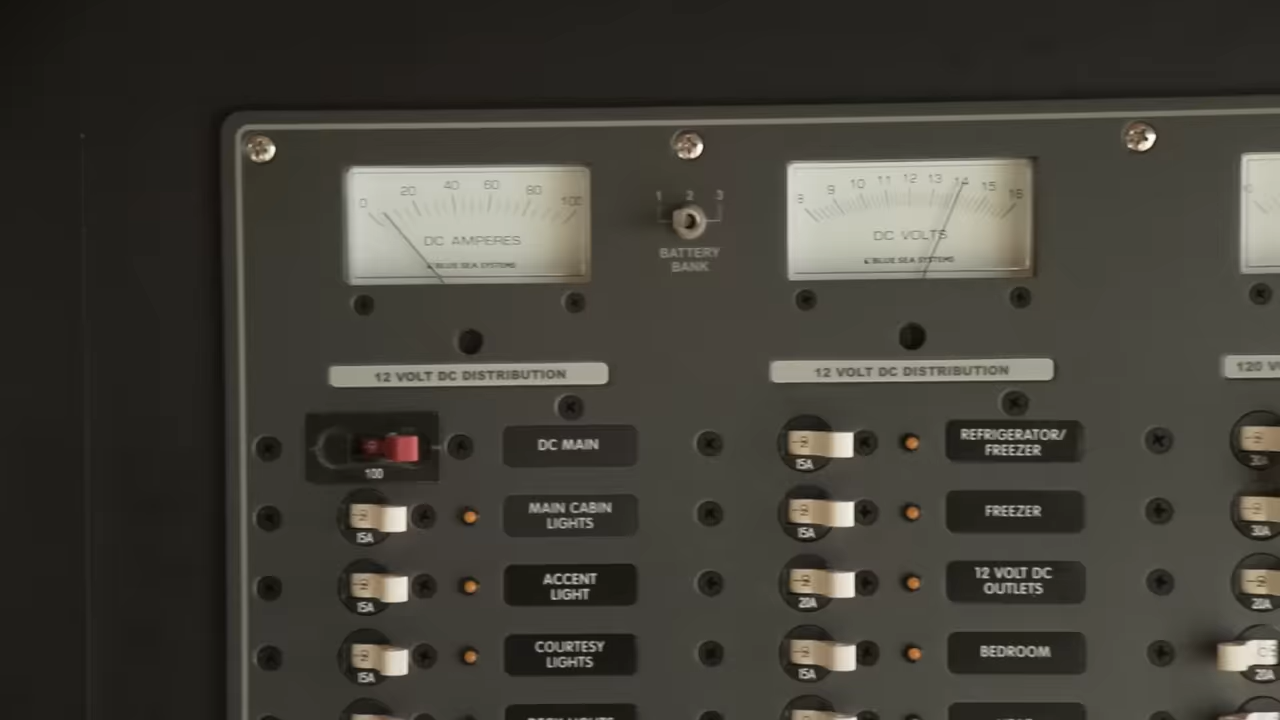 0 20 40 60 80 100
DC AMPERES
BLUE SEA SYSTEMS
1 2 3
BATTERY
BANK
8 9 10 11 12 13 14 15 16
DC VOLTS
BLUE SEA SYSTEMS
12 VOLT DC DISTRIBUTION
12 VOLT DC DISTRIBUTION
120 V
100
DC MAIN
15A
REFRIGERATOR/
FREEZER
15A
MAIN CABIN
LIGHTS
15A
FREEZER
30A
15A
ACCENT
LIGHT
20A
12 VOLT DC
OUTLETS
20A
15A
COURTESY
LIGHTS
15A
BEDROOM
20A